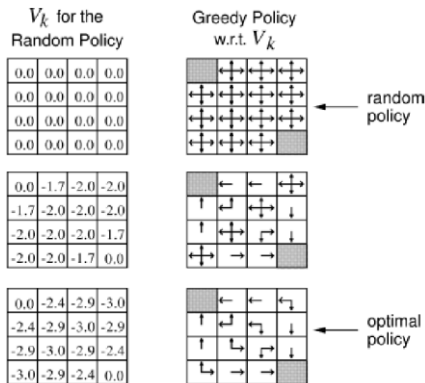 V_k for the
Random Policy
Greedy Policy
w.r.t. V_k
0.0 0.0 0.0 0.0
0.0 0.0 0.0 0.0
0.0 0.0 0.0 0.0
0.0 0.0 0.0 0.0
random
policy
0.0 -1.7 -2.0 -2.0
-1.7 -2.0 -2.0 -2.0
-2.0 -2.0 -2.0 -1.7
-2.0 -2.0 -1.7 0.0
0.0 -2.4 -2.9 -3.0
-2.4 -2.9 -3.0 -2.9
-2.9 -3.0 -2.9 -2.4
-3.0 -2.9 -2.4 0.0
optimal
policy